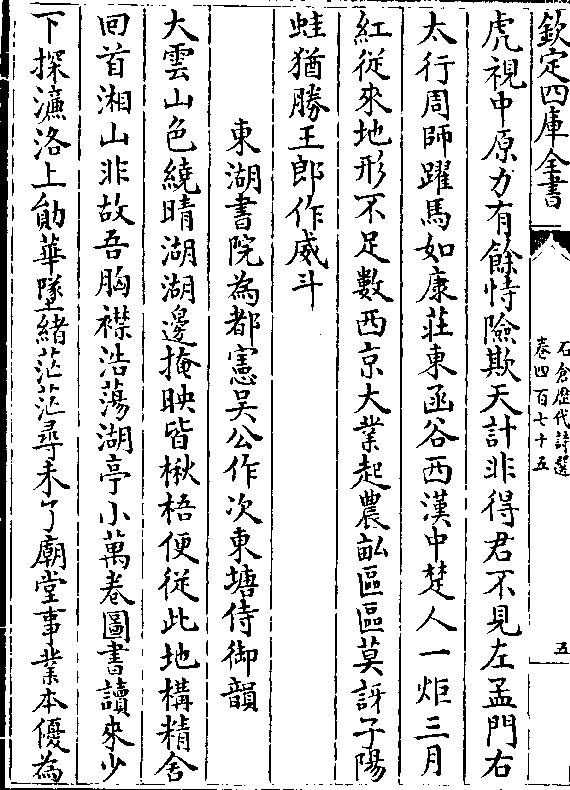 欽定四庫全書
石倉歷代詩選
卷四百七十五
五
虎視中原力有餘恃險欺天計非得君不見左孟門右
太行周師躍馬如康莊東函谷西漢中楚人一炬三月
紅從來地形不足數西京大業起農畝區區莫訝子陽
蛙猶勝王郎作威斗
東湖書院為都憲吳公作次東塘侍御韻
大雲山色繞晴湖湖邊掩映皆楸梧便從此地構精舍
回首湘山非故吾胸襟浩蕩湖亭小萬卷圖書讀來少
下探濂洛上勛華墜緒茫茫尋未了廟堂事業本優為